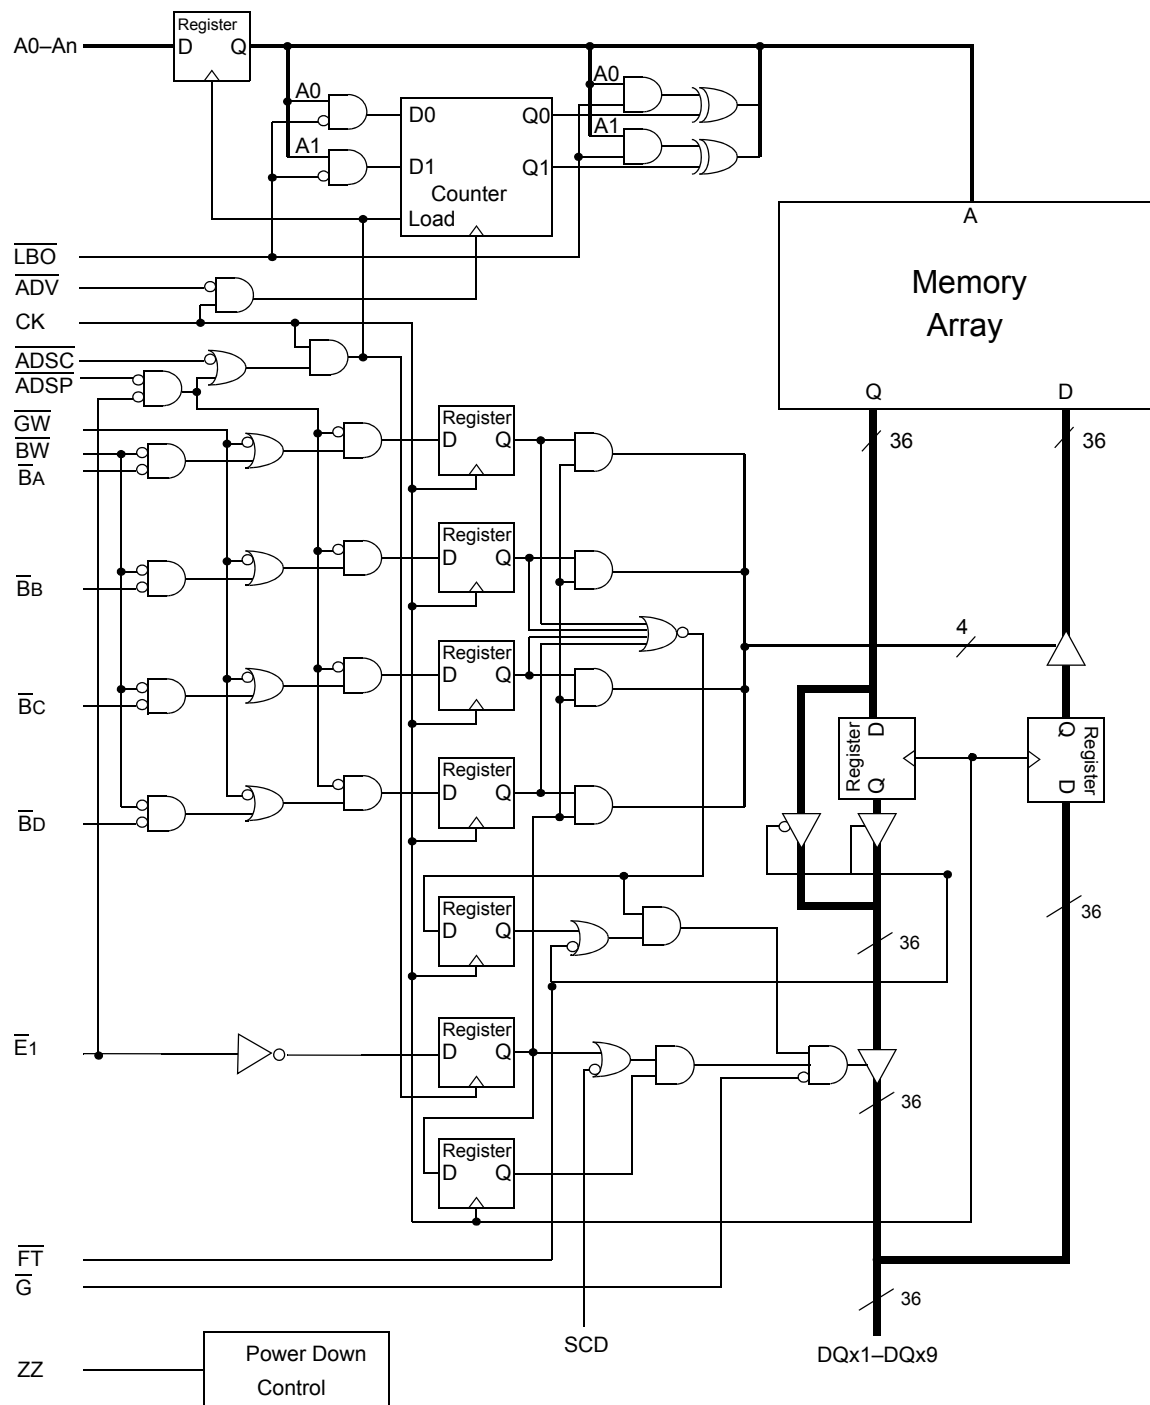 Register
A0–An
D Q
A0
A0
D0 Q0
A1
A1
D1 Q1
Counter
Load
A
LBO
ADV
Memory
CK
Array
ADSC
ADSP
Q D
GW
Register
D Q
36 36
BW
BA
Register
D Q
BB
4
Register
D Q
BC
Register
D
Q
Q
Register
D
Register
D Q
BD
Register
D Q
36
36
Register
D Q
E1
36
Register
D Q
FT
G
36
SCD
DQx1–DQx9
Power Down
ZZ
Control